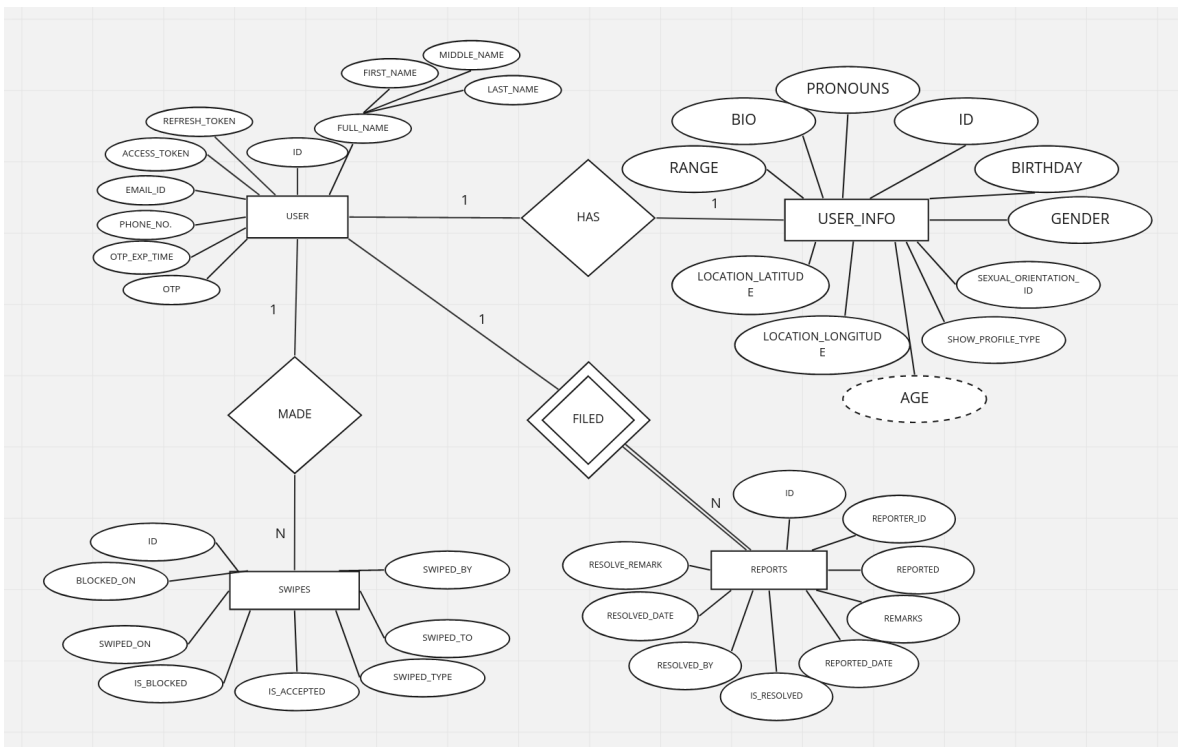 MIDDLE_NAME
FIRST_NAME
LAST_NAME
REFRESH_TOKEN
FULL_NAME
ACCESS_TOKEN
ID
EMAIL_ID
USER
PHONE_NO.
OTP_EXP_TIME
OTP
1
HAS
1
PRONOUNS
BIO
ID
RANGE
BIRTHDAY
USER_INFO
GENDER
LOCATION_LATITUD
E
SEXUAL_ORIENTATION_
ID
LOCATION_LONGITUD
E
SHOW_PROFILE_TYPE
AGE
1
1
MADE
FILED
N
N
ID
BLOCKED_ON
SWIPED_BY
SWIPES
SWIPED_ON
SWIPED_TO
IS_BLOCKED
IS_ACCEPTED
SWIPED_TYPE
ID
REPORTER_ID
RESOLVE_REMARK
REPORTS
REPORTED
RESOLVED_DATE
REMARKS
RESOLVED_BY
REPORTED_DATE
IS_RESOLVED